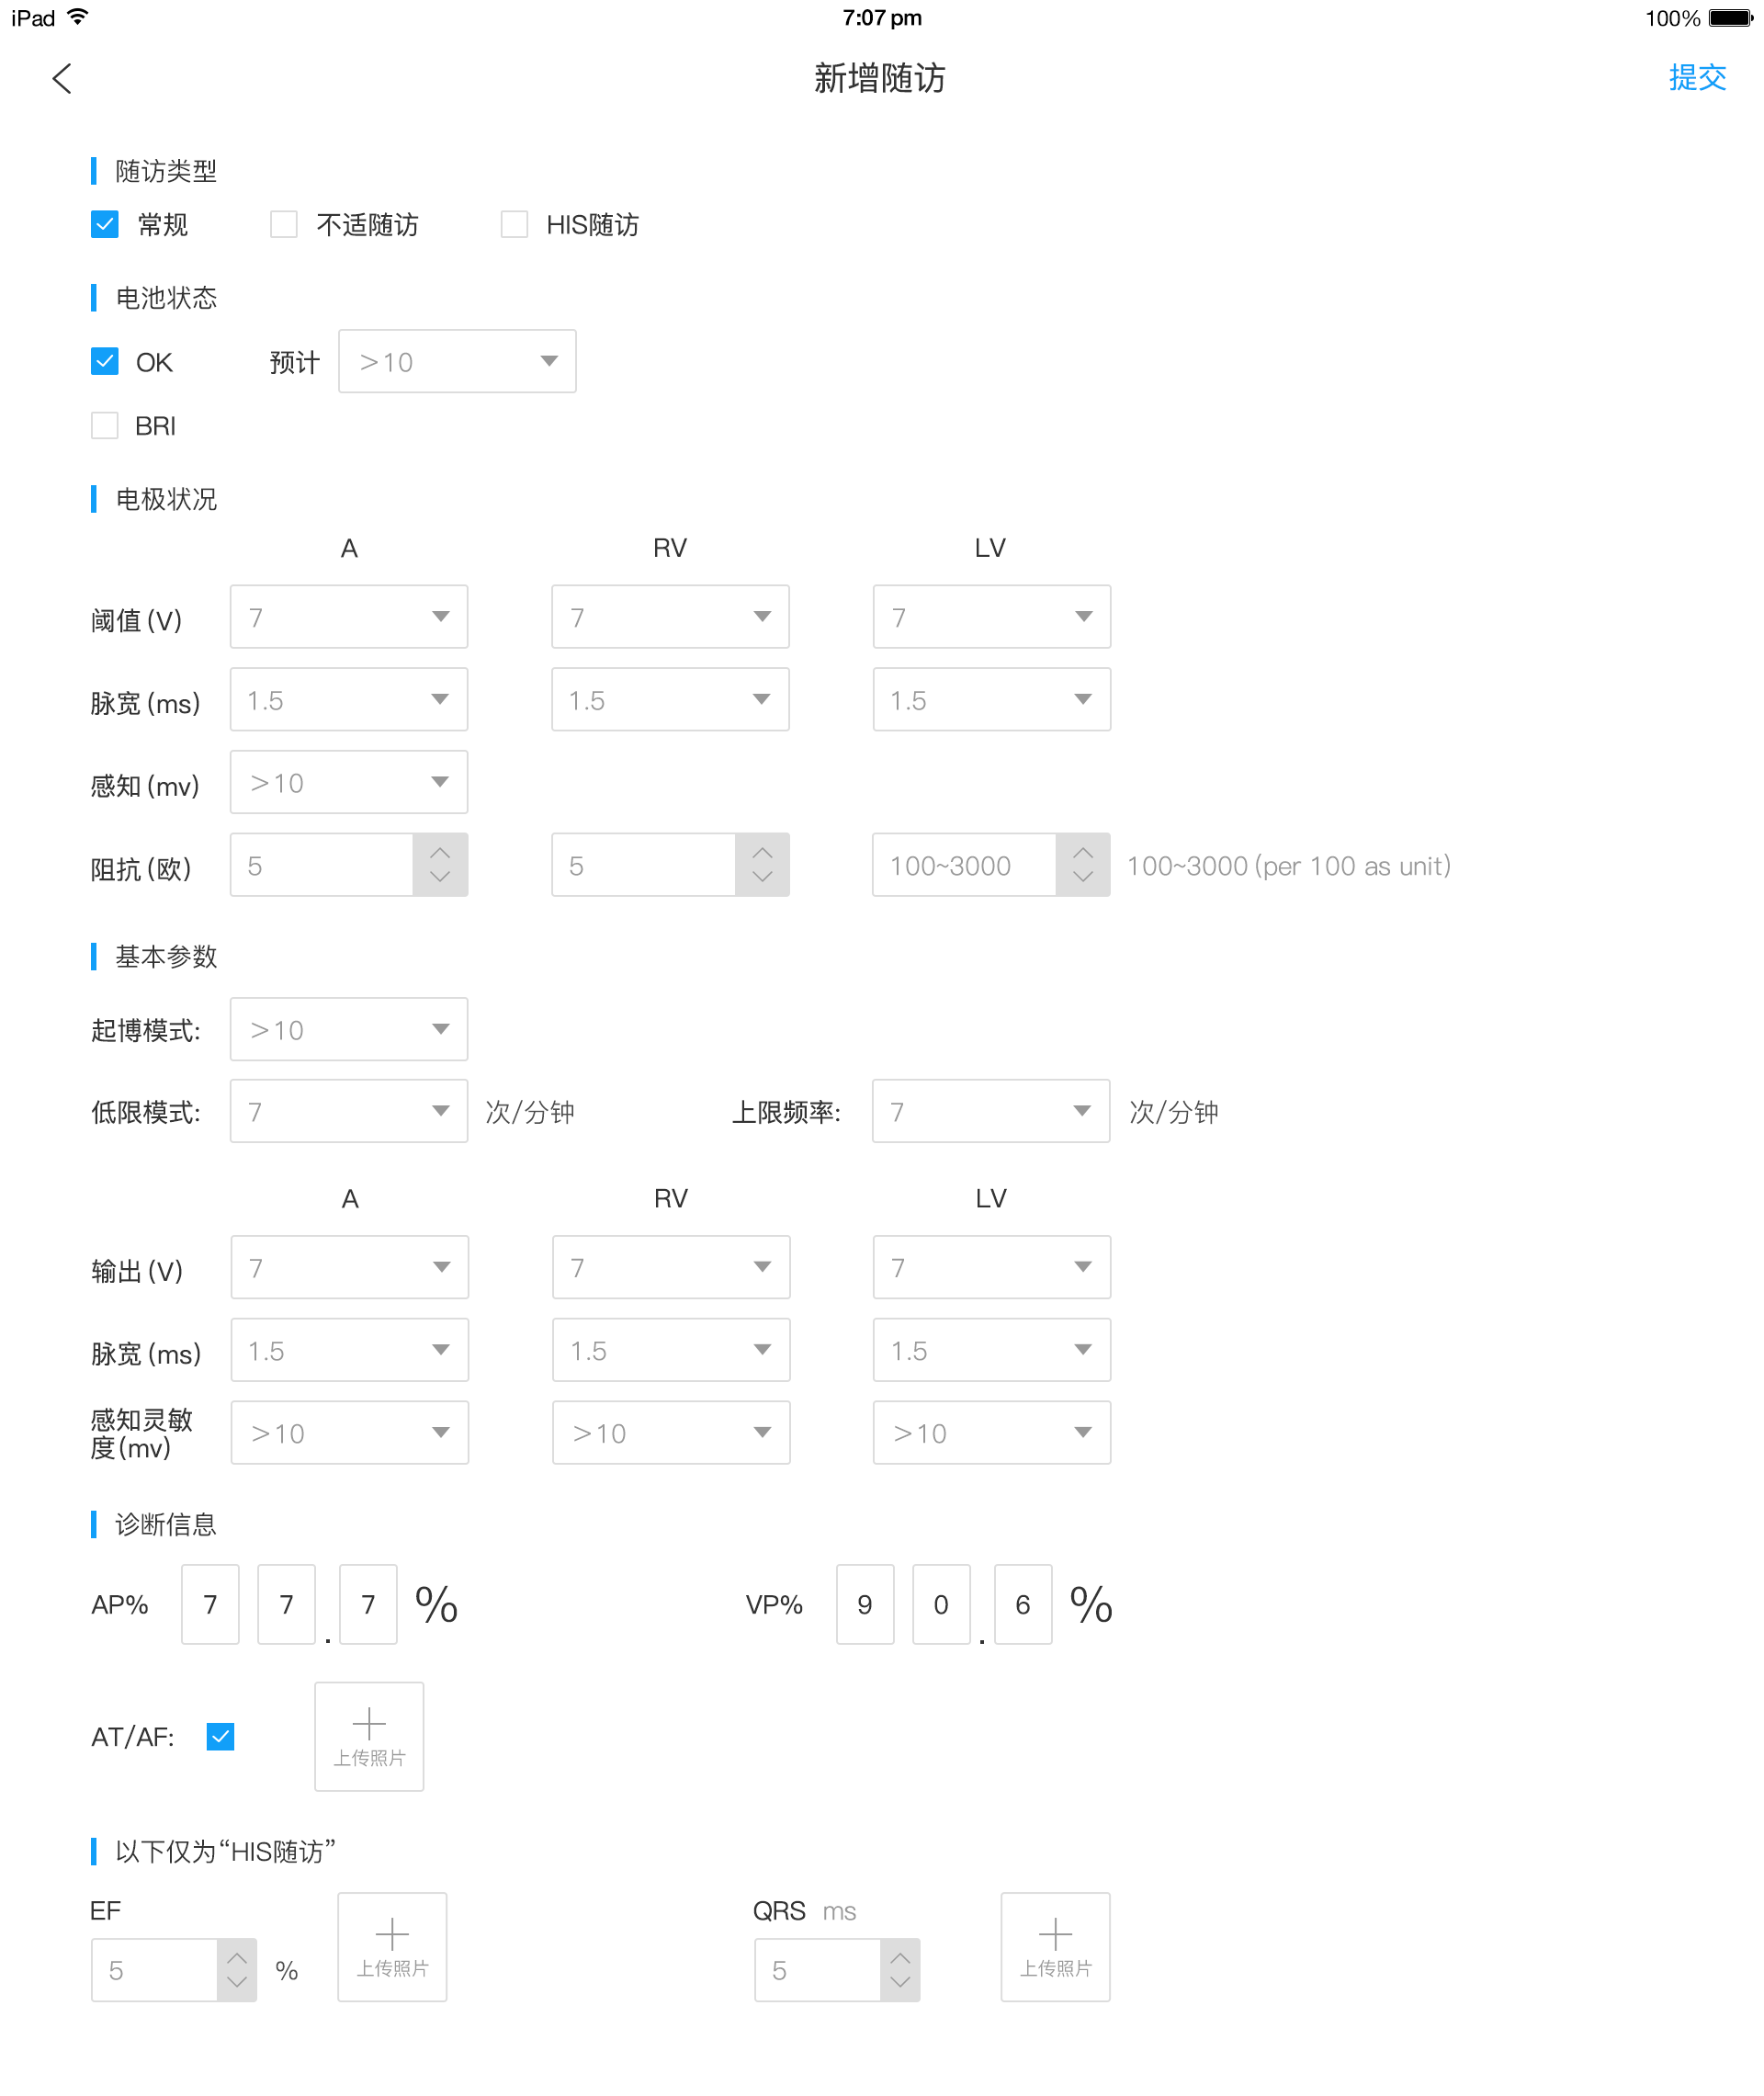 iPad 7:07 pm 100%
新增随访 提交
随访类型
常规 不适随访 HIS随访
电池状态
OK 预计 >10
BRI
电极状况
A RV LV
阈值(V) 7 7 7
脉宽(ms) 1.5 1.5 1.5
感知(mv) >10
阻抗(欧) 5 5 100~3000 100~3000(per 100 as unit)
基本参数
起博模式: >10
低限模式: 7 次/分钟 上限频率: 7 次/分钟
A RV LV
输出(V) 7 7 7
脉宽(ms) 1.5 1.5 1.5
感知灵敏
度(mv) >10 >10 >10
诊断信息
AP% 7 7 . 7 % VP% 9 0 . 6 %
AT/AF: 上传照片
以下仅为“HIS随访”
EF QRS ms
5 % 上传照片 5 上传照片